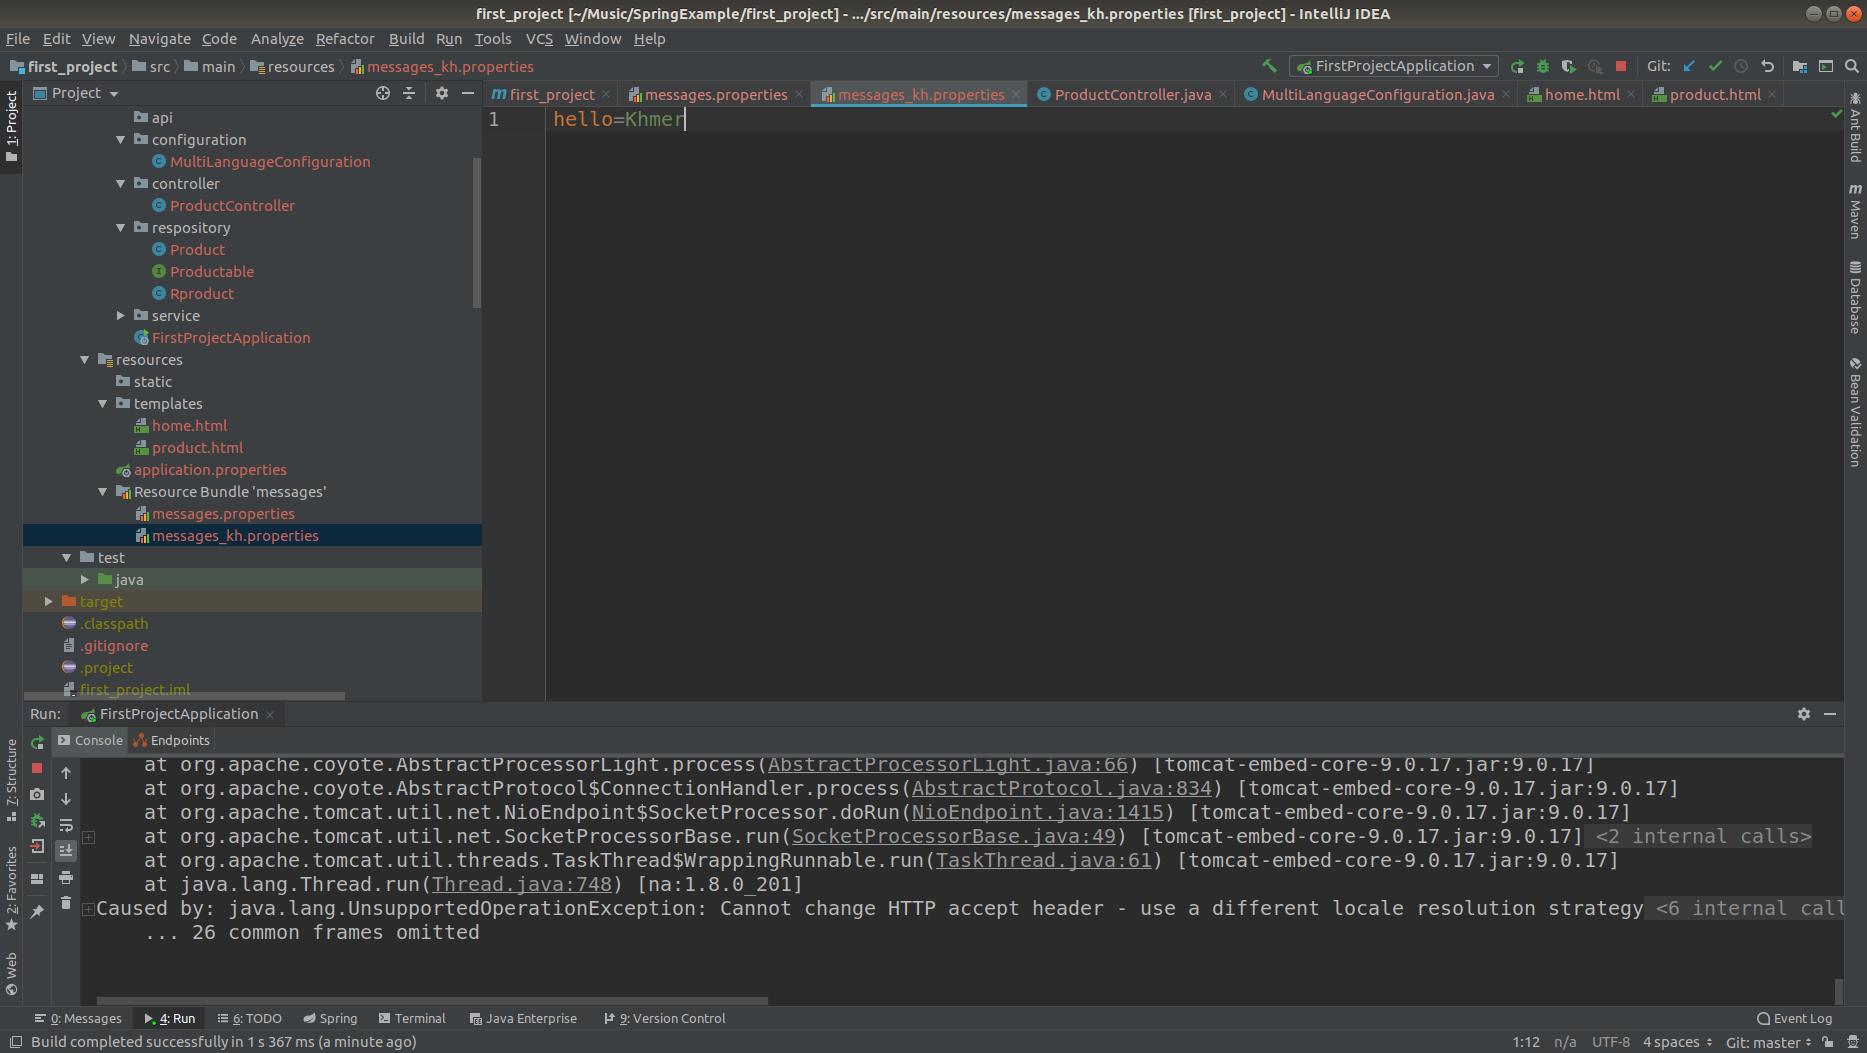 first_project [~/Music/SpringExample/first_project] - .../src/main/resources/messages_kh.properties [first_project] - IntelliJ IDEA
File Edit View Navigate Code Analyze Refactor Build Run Tools VCS Window Help
first_project src main resources messages_kh.properties FirstProjectApplication Git:
1: Project
Project
first_project messages.properties messages_kh.properties ProductController.java MultiLanguageConfiguration.java home.html product.html
1 hello=Khmer
api
configuration
MultiLanguageConfiguration
controller
ProductController
respository
Product
Productable
Rproduct
service
FirstProjectApplication
resources
static
templates
home.html
product.html
application.properties
Resource Bundle 'messages'
messages.properties
messages_kh.properties
test
java
target
.classpath
.gitignore
.project
first_project.iml
Ant Build
Maven
Database
Bean Validation
Run: FirstProjectApplication
Console Endpoints
7: Structure
2: Favorites
Web
at org.apache.coyote.AbstractProcessorLight.process(AbstractProcessorLight.java:66) [tomcat-embed-core-9.0.17.jar:9.0.17]
at org.apache.coyote.AbstractProtocol$ConnectionHandler.process(AbstractProtocol.java:834) [tomcat-embed-core-9.0.17.jar:9.0.17]
at org.apache.tomcat.util.net.NioEndpoint$SocketProcessor.doRun(NioEndpoint.java:1415) [tomcat-embed-core-9.0.17.jar:9.0.17]
at org.apache.tomcat.util.net.SocketProcessorBase.run(SocketProcessorBase.java:49) [tomcat-embed-core-9.0.17.jar:9.0.17] <2 internal calls>
at org.apache.tomcat.util.threads.TaskThread$WrappingRunnable.run(TaskThread.java:61) [tomcat-embed-core-9.0.17.jar:9.0.17]
at java.lang.Thread.run(Thread.java:748) [na:1.8.0_201]
Caused by: java.lang.UnsupportedOperationException: Cannot change HTTP accept header - use a different locale resolution strategy <6 internal call
... 26 common frames omitted
0: Messages 4: Run 6: TODO Spring Terminal Java Enterprise 9: Version Control Event Log
Build completed successfully in 1 s 367 ms (a minute ago) 1:12 n/a UTF-8 4 spaces Git: master